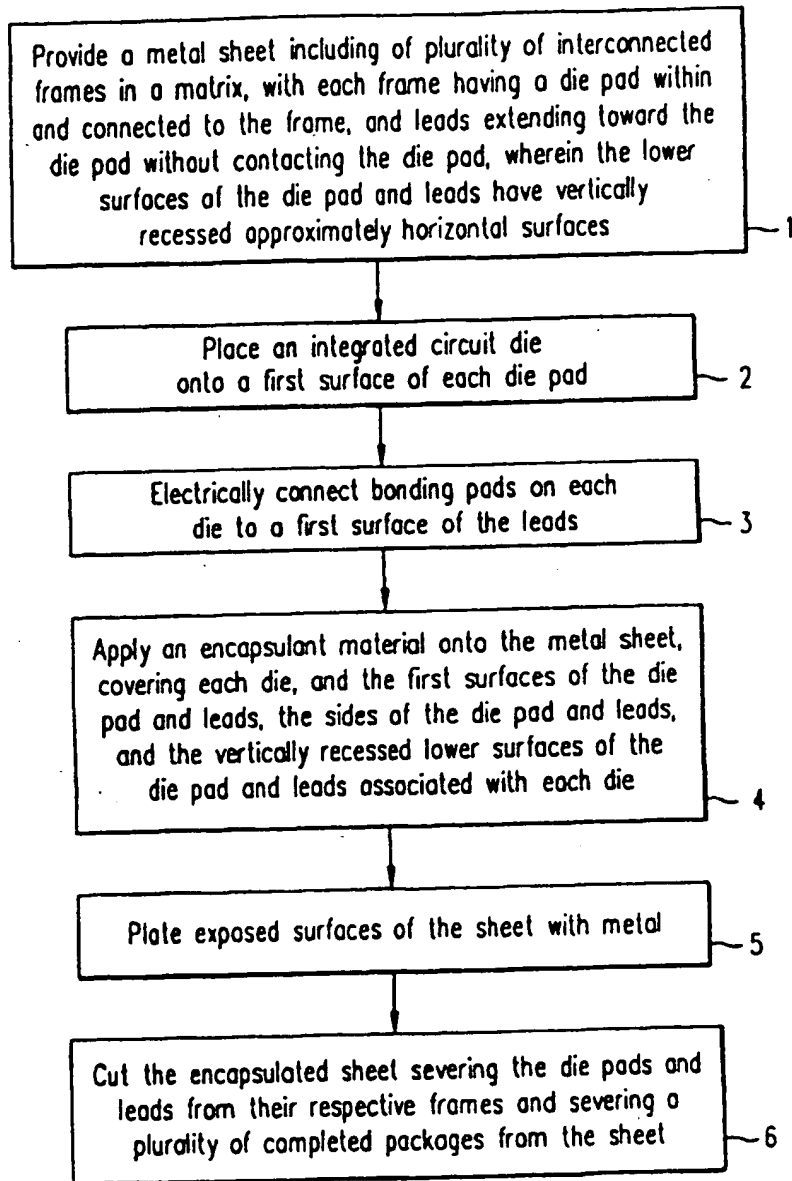 Provide a metal sheet including of plurality of interconnected
frames in a matrix, with each frame having a die pad within
and connected to the frame, and leads extending toward the
die pad without contacting the die pad, wherein the lower
surfaces of the die pad and leads have vertically
recessed approximately horizontal surfaces
1
Place an integrated circuit die
onto a first surface of each die pad
2
Electrically connect bonding pads on each
die to a first surface of the leads
3
Apply an encapsulant material onto the metal sheet,
covering each die, and the first surfaces of the die
pad and leads, the sides of the die pad and leads,
and the vertically recessed lower surfaces of the
die pad and leads associated with each die
4
Plate exposed surfaces of the sheet with metal
5
Cut the encapsulated sheet severing the die pads and
leads from their respective frames and severing a
plurality of completed packages from the sheet
6